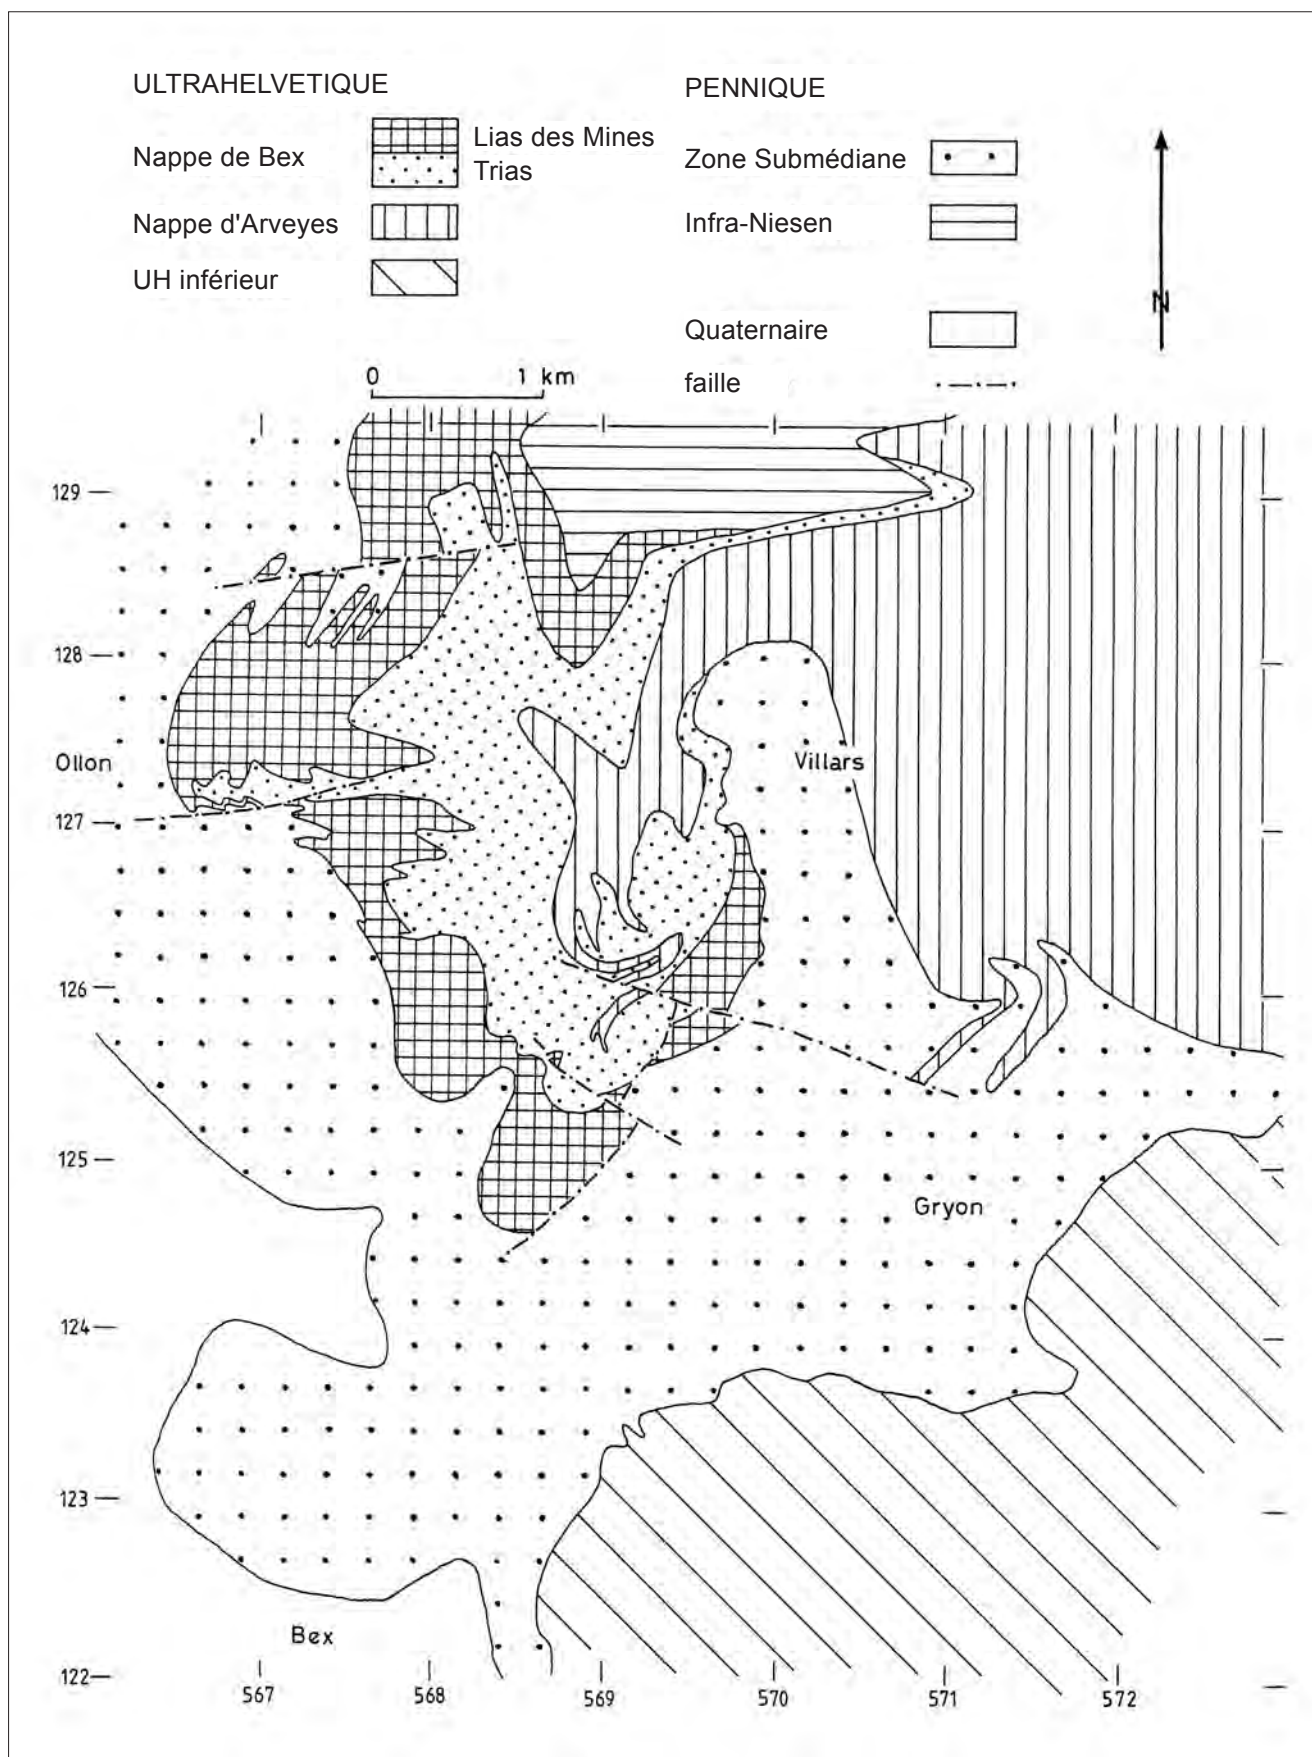 ULTRAHELVETIQUE
Nappe de Bex
Lias des Mines
Trias
Nappe d'Arveyes
UH inférieur
PENNIQUE
Zone Submédiane
Infra-Niesen
Quaternaire
faille
N
0 1 km
129
128
Ollon
Villars
127
126
125
Gryon
124
123
Bex
122
567 568 569 570 571 572